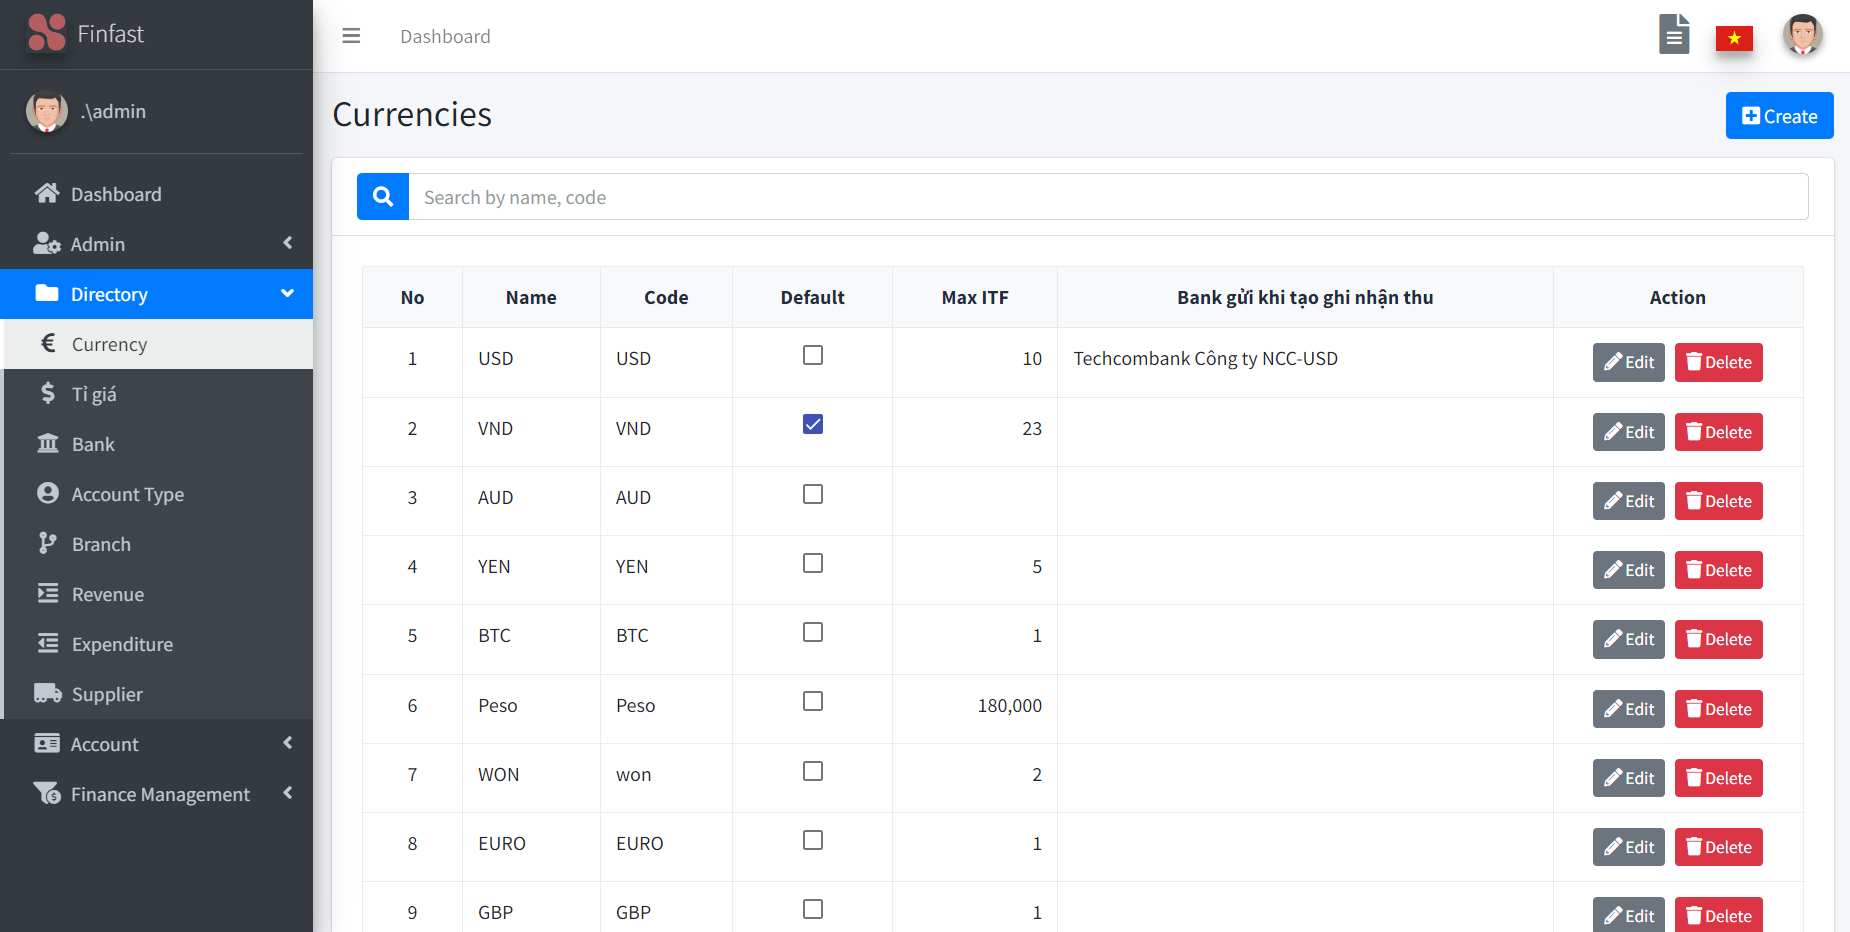 Finfast
Dashboard
.\admin
Dashboard
Admin
Directory
Currency
Tỉ giá
Bank
Account Type
Branch
Revenue
Expenditure
Supplier
Account
Finance Management
Currencies
Create
Search by name, code
No Name Code Default Max ITF Bank gửi khi tạo ghi nhận thu Action
1 USD USD 10 Techcombank Công ty NCC-USD Edit Delete
2 VND VND 23 Edit Delete
3 AUD AUD Edit Delete
4 YEN YEN 5 Edit Delete
5 BTC BTC 1 Edit Delete
6 Peso Peso 180,000 Edit Delete
7 WON won 2 Edit Delete
8 EURO EURO 1 Edit Delete
9 GBP GBP 1 Edit Delete